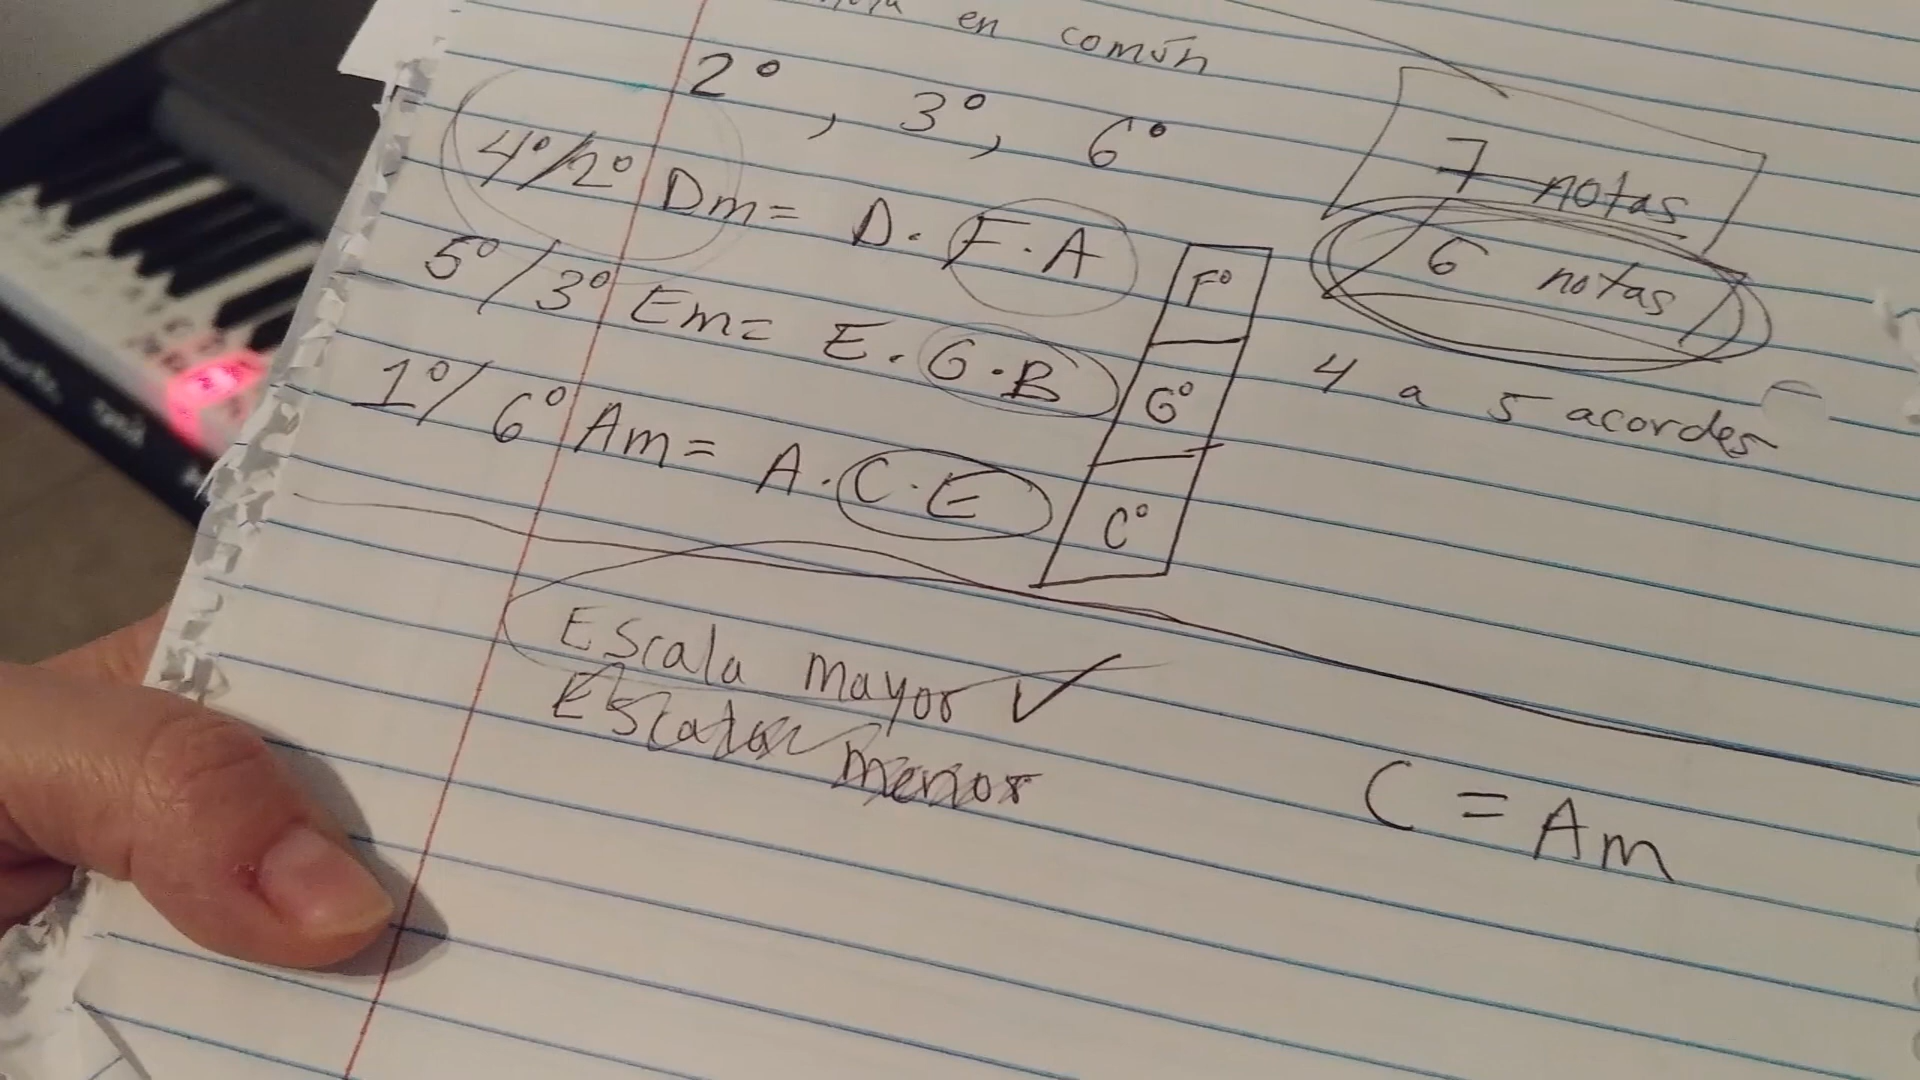 en común
2°, 3°, 6°
7 notas
4°/2° Dm = D · F · A
F°
6 notas
5°/3° Em = E · G · B
G°
4 a 5 acordes
1°/6° Am = A · C · E
C°
Escala mayor ✓
Escala menor
C = Am